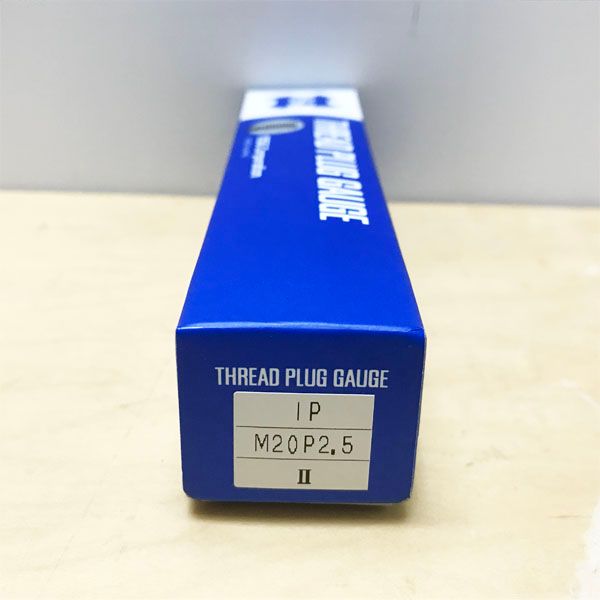 THREAD PLUG GAUGE
THREAD PLUG GAUGE
IP
M20P2.5
II